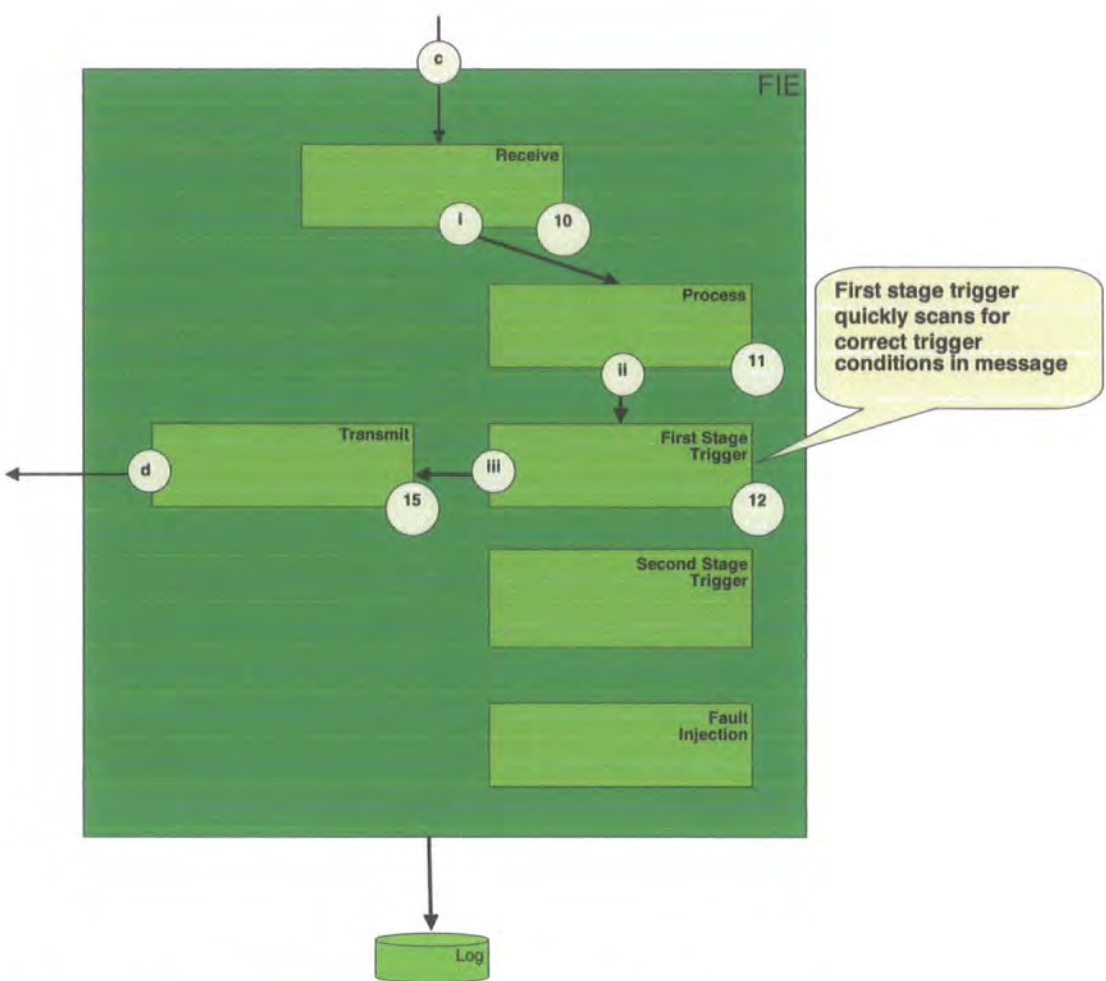 c
FIE
Receive
i
10
Process
ii
11
First stage trigger
quickly scans for
correct trigger
conditions in message
Transmit
d
15
First Stage
Trigger
iii
12
Second Stage
Trigger
Fault
Injection
Log